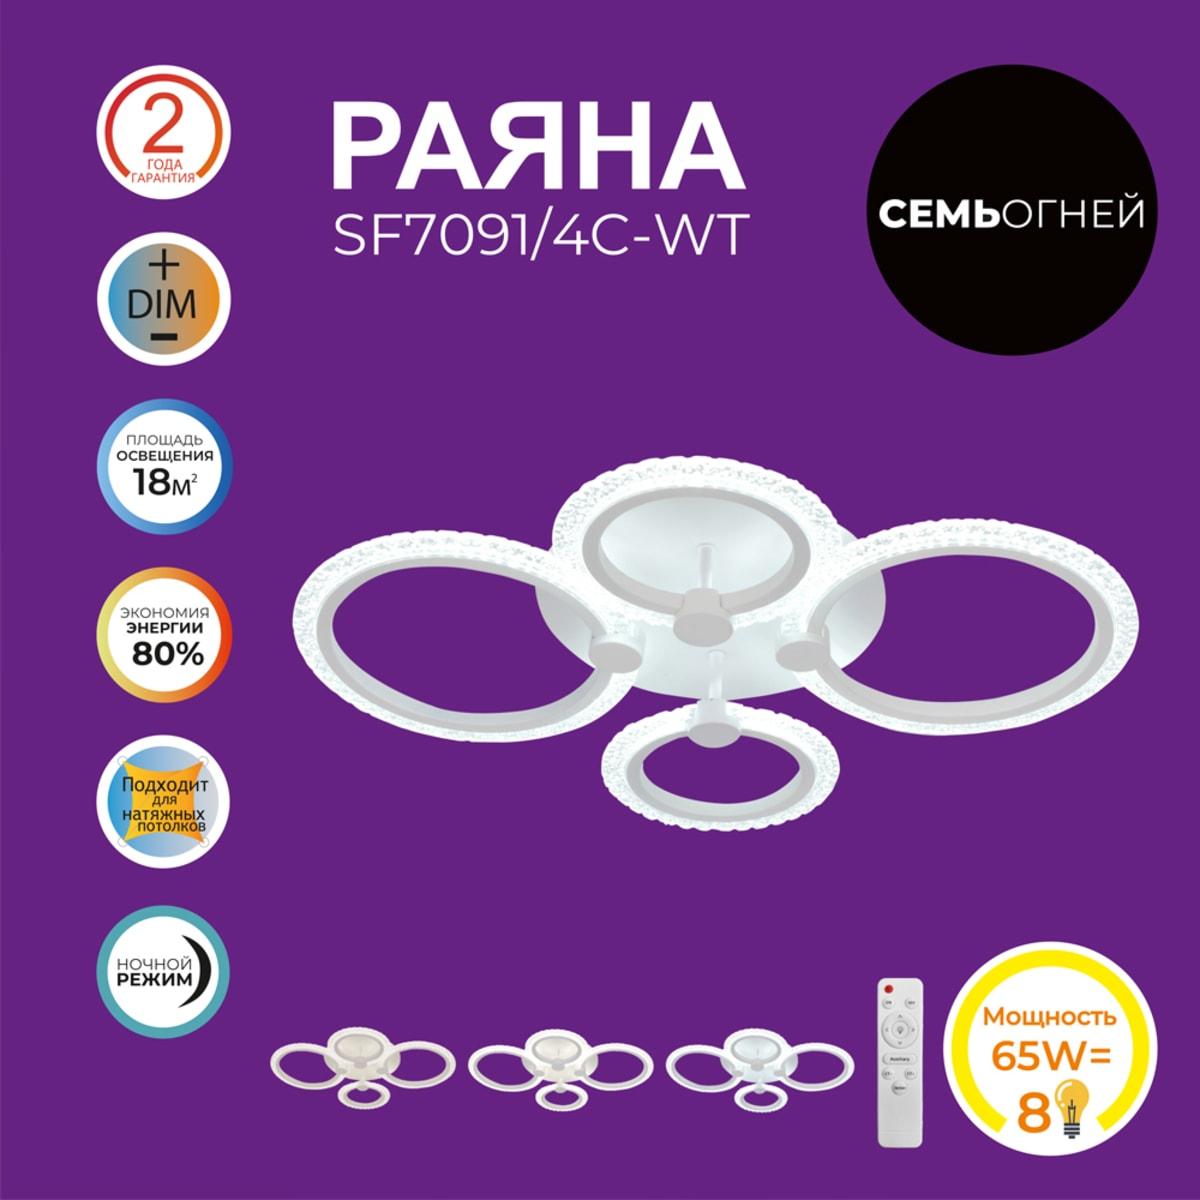 2
ГОДА
ГАРАНТИЯ
РАЯНА
SF7091/4C-WT
СЕМЬОГНЕЙ
+
DIM
−
ПЛОЩАДЬ
ОСВЕЩЕНИЯ
18м²
ЭКОНОМИЯ
ЭНЕРГИИ
80%
Подходит
для
натяжных
потолков
НОЧНОЙ
РЕЖИМ
Мощность
65W=
8